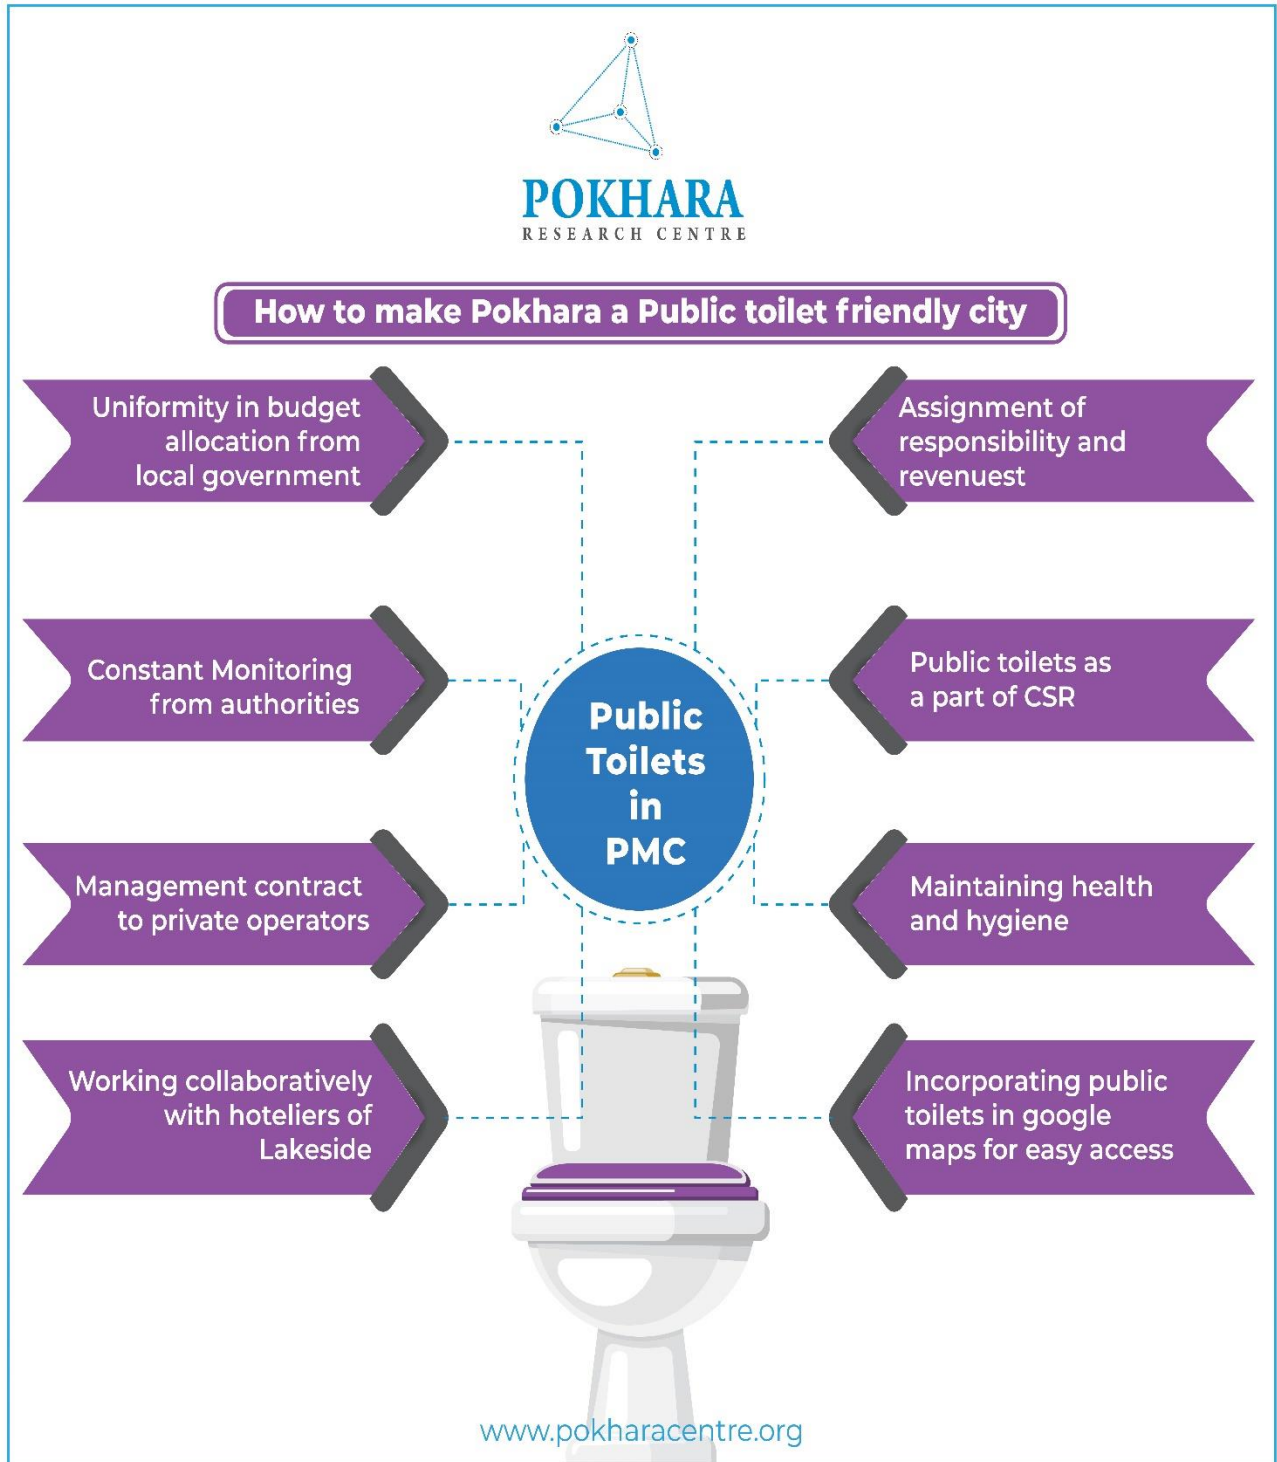 POKHARA
RESEARCH CENTRE
How to make Pokhara a Public toilet friendly city
Uniformity in budget
allocation from
local government
Assignment of
responsibility and
revenuest
Constant Monitoring
from authorities
Public toilets as
a part of CSR
Public
Toilets
in
PMC
Management contract
to private operators
Maintaining health
and hygiene
Working collaboratively
with hoteliers of
Lakeside
Incorporating public
toilets in google
maps for easy access
www.pokharacentre.org